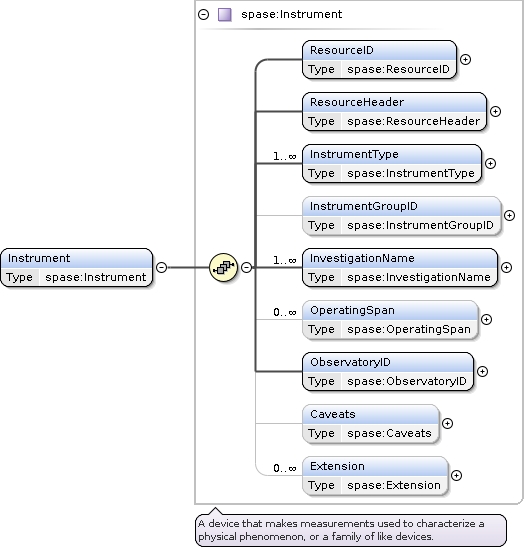 spase:Instrument
ResourceID
Type spase:ResourceID
ResourceHeader
Type spase:ResourceHeader
1..∞
InstrumentType
Type spase:InstrumentType
InstrumentGroupID
Type spase:InstrumentGroupID
Instrument
Type spase:Instrument
1..∞
InvestigationName
Type spase:InvestigationName
0..∞
OperatingSpan
Type spase:OperatingSpan
ObservatoryID
Type spase:ObservatoryID
Caveats
Type spase:Caveats
0..∞
Extension
Type spase:Extension
A device that makes measurements used to characterize a
physical phenomenon, or a family of like devices.